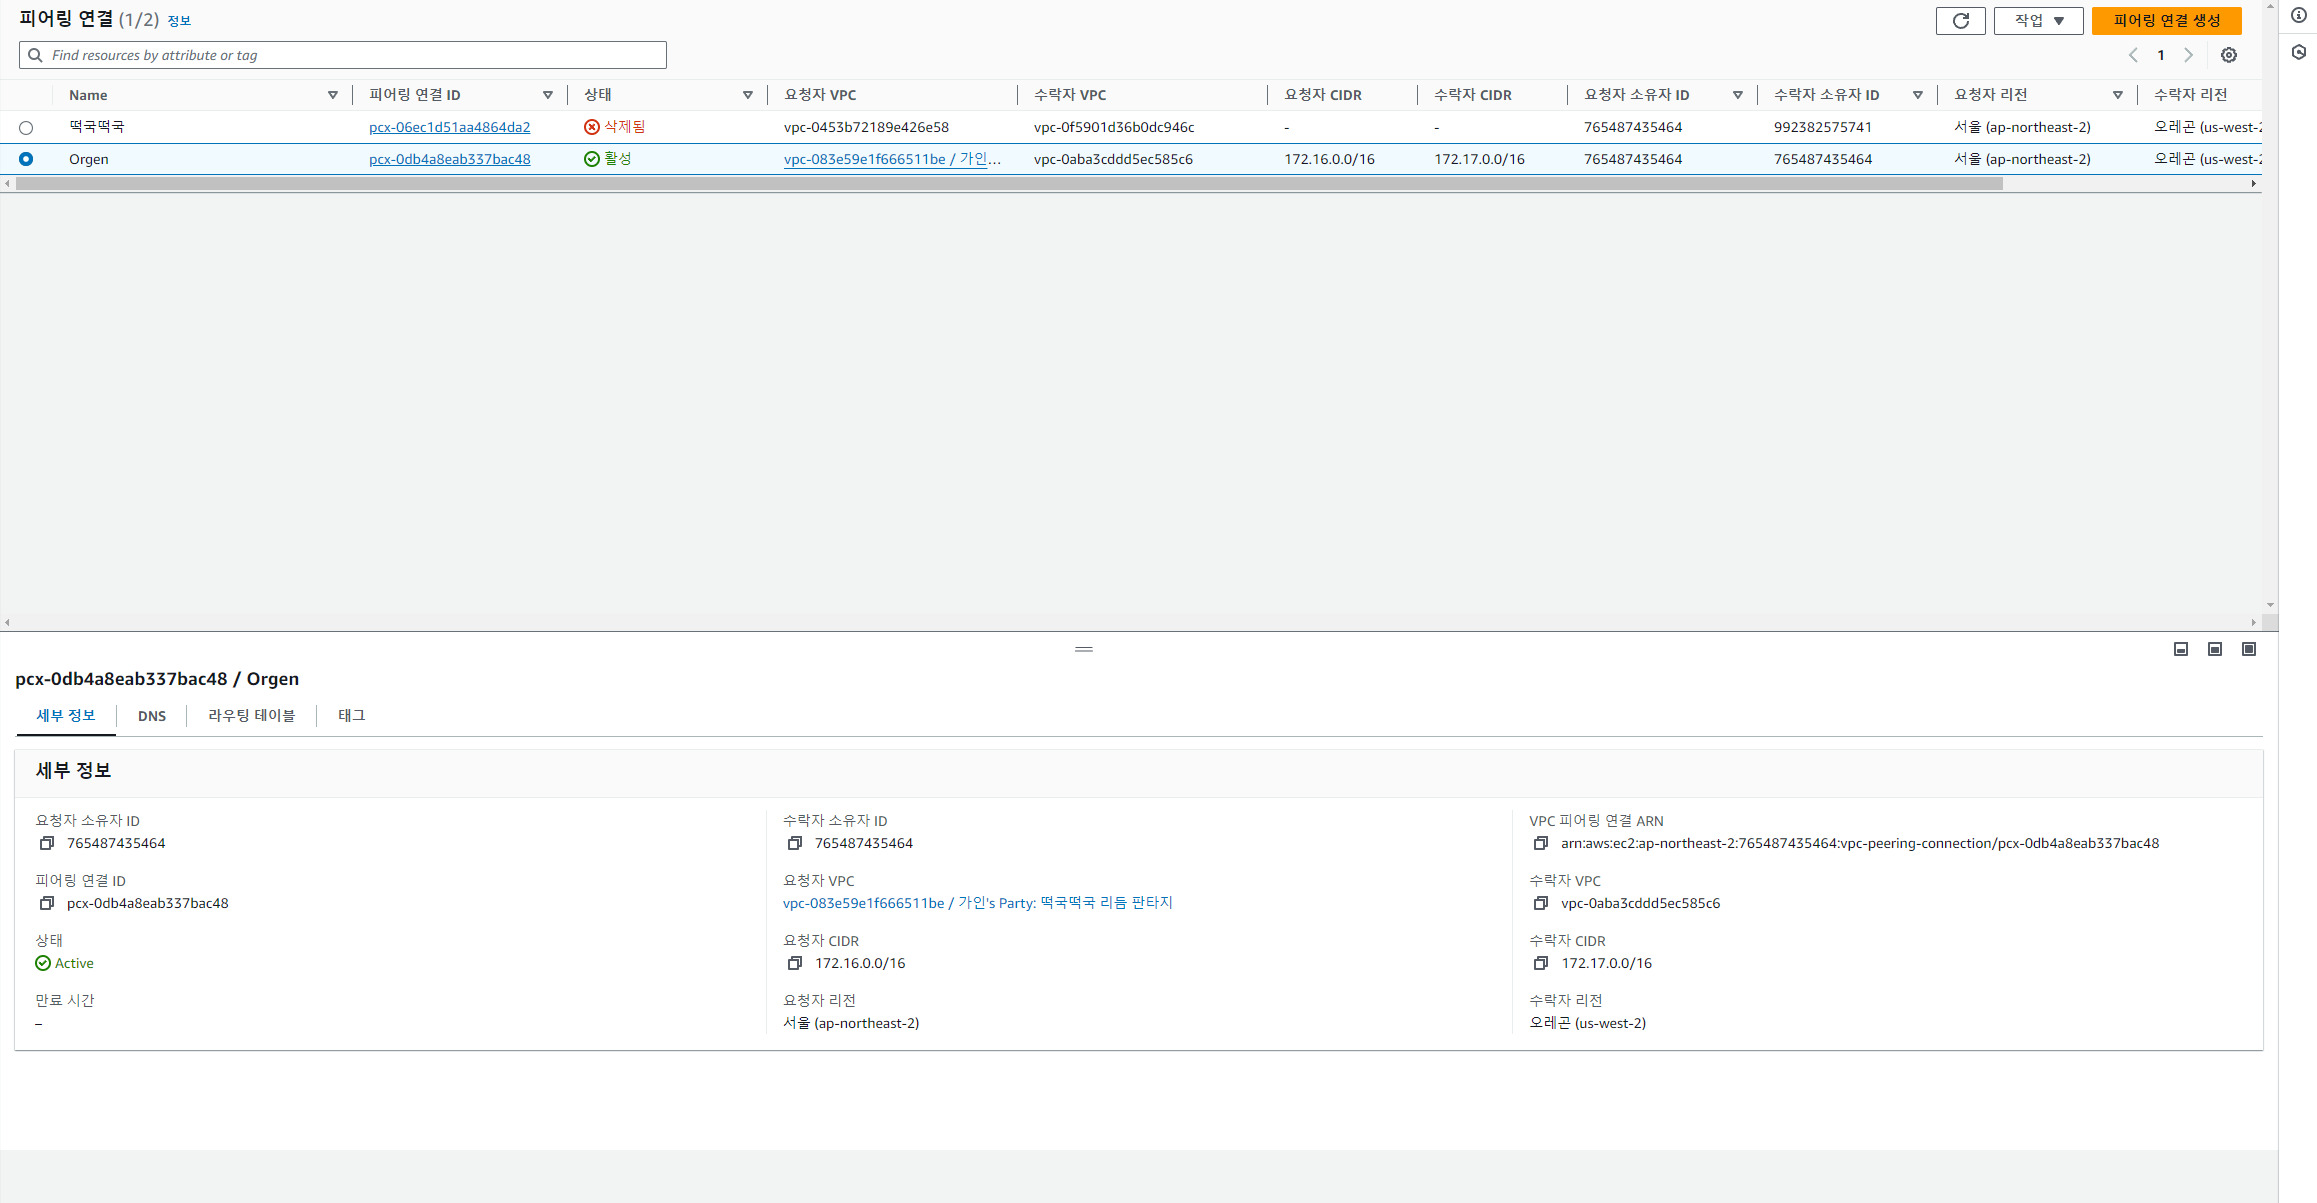 피어링 연결 (1/2) 정보
작업
피어링 연결 생성
Find resources by attribute or tag
1
Name 피어링 연결 ID 상태 요청자 VPC 수락자 VPC 요청자 CIDR 수락자 CIDR 요청자 소유자 ID 수락자 소유자 ID 요청자 리전 수락자 리전
떡국떡국 pcx-06ec1d51aa4864da2 삭제됨 vpc-0453b72189e426e58 vpc-0f5901d36b0dc946c - - 765487435464 992382575741 서울 (ap-northeast-2) 오레곤 (us-west-2
Orgen pcx-0db4a8eab337bac48 활성 vpc-083e59e1f666511be / 가인... vpc-0aba3cddd5ec585c6 172.16.0.0/16 172.17.0.0/16 765487435464 765487435464 서울 (ap-northeast-2) 오레곤 (us-west-2
pcx-0db4a8eab337bac48 / Orgen
세부 정보 DNS 라우팅 테이블 태그
세부 정보
요청자 소유자 ID
765487435464
피어링 연결 ID
pcx-0db4a8eab337bac48
상태
Active
만료 시간
–
수락자 소유자 ID
765487435464
요청자 VPC
vpc-083e59e1f666511be / 가인's Party: 떡국떡국 리듬 판타지
요청자 CIDR
172.16.0.0/16
요청자 리전
서울 (ap-northeast-2)
VPC 피어링 연결 ARN
arn:aws:ec2:ap-northeast-2:765487435464:vpc-peering-connection/pcx-0db4a8eab337bac48
수락자 VPC
vpc-0aba3cddd5ec585c6
수락자 CIDR
172.17.0.0/16
수락자 리전
오레곤 (us-west-2)